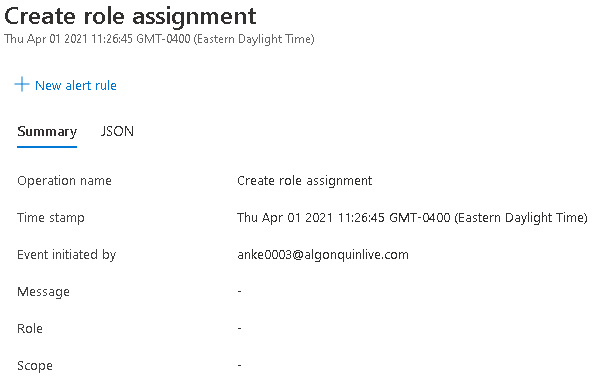 Create role assignment
Thu Apr 01 2021 11:26:45 GMT-0400 (Eastern Daylight Time)
New alert rule
Summary JSON
Operation name Create role assignment
Time stamp Thu Apr 01 2021 11:26:45 GMT-0400 (Eastern Daylight Time)
Event initiated by anke0003@algonquinlive.com
Message -
Role -
Scope -